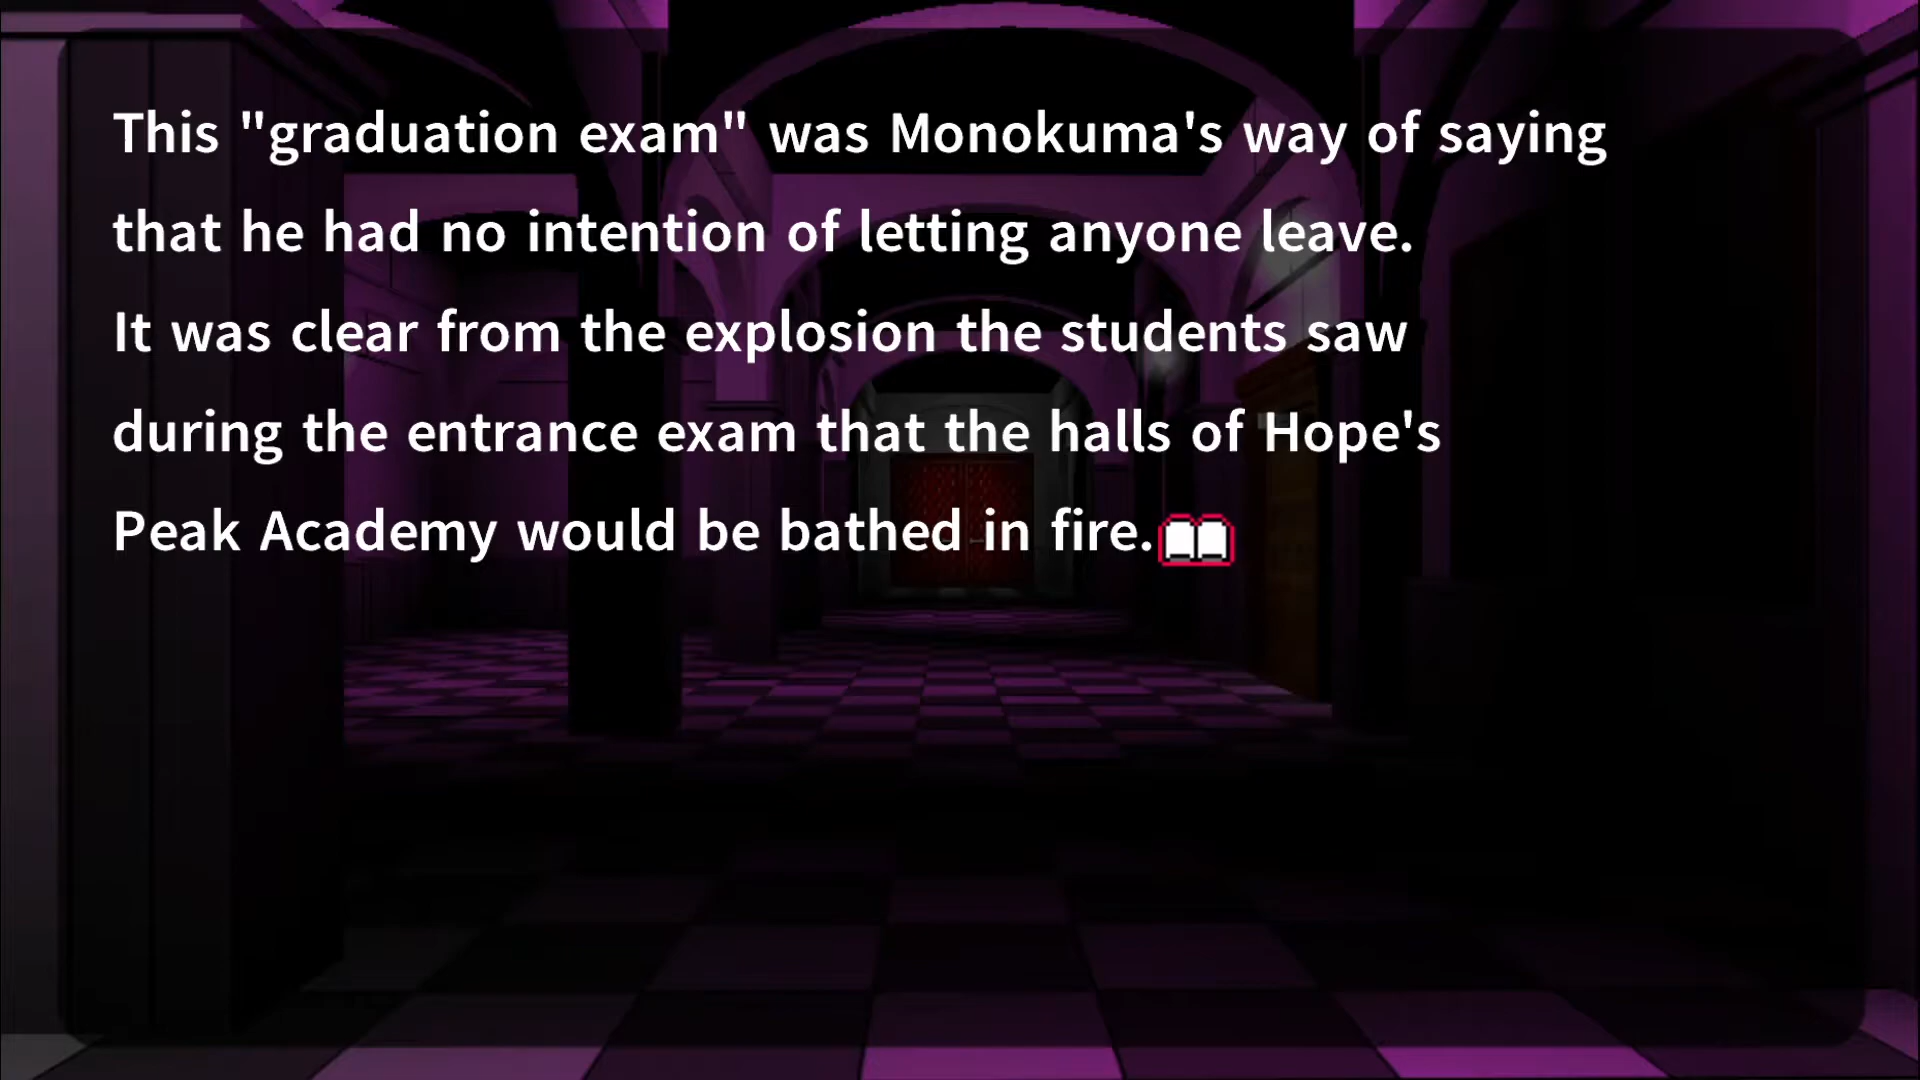 This "graduation exam" was Monokuma's way of saying
that he had no intention of letting anyone leave.
It was clear from the explosion the students saw
during the entrance exam that the halls of Hope's
Peak Academy would be bathed in fire.